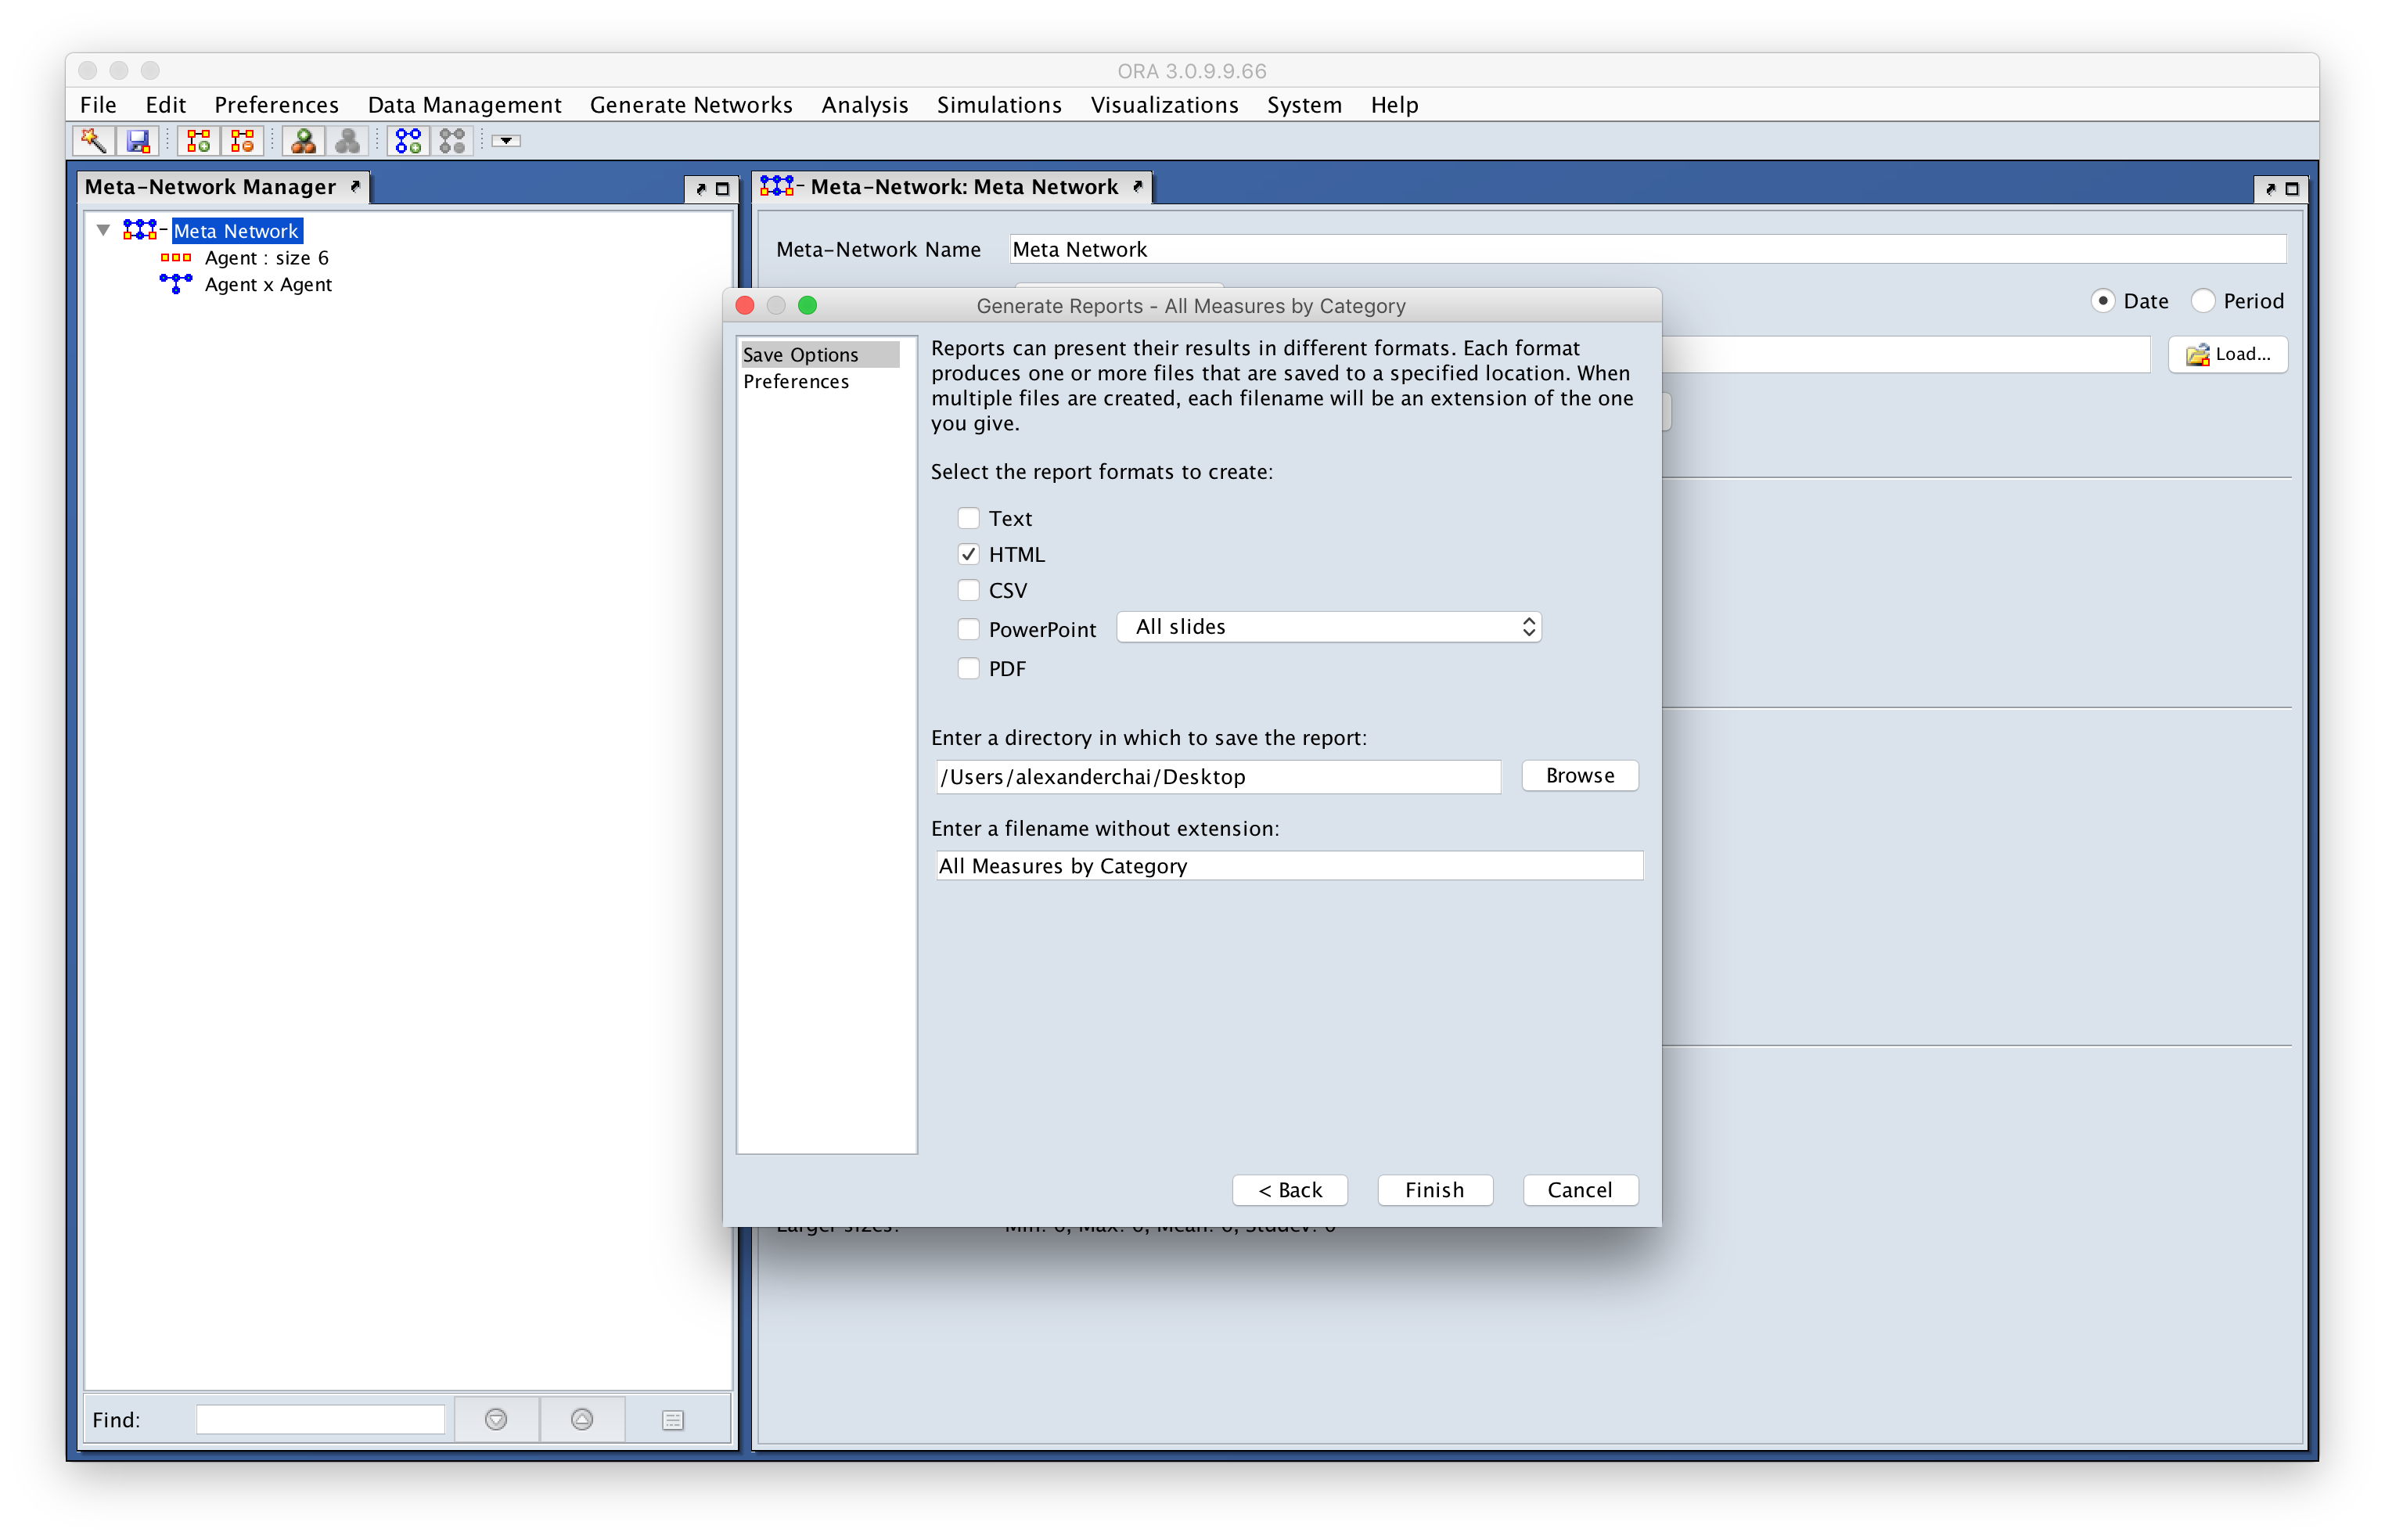 ORA 3.0.9.9.66
File Edit Preferences Data Management Generate Networks Analysis Simulations Visualizations System Help
Meta-Network Manager
Meta Network
Agent : size 6
Agent x Agent
Find:
Meta-Network: Meta Network
Meta-Network Name Meta Network
Date Period
Load...
Generate Reports - All Measures by Category
Save Options
Preferences
Reports can present their results in different formats. Each format
produces one or more files that are saved to a specified location. When
multiple files are created, each filename will be an extension of the one
you give.
Select the report formats to create:
Text
HTML
CSV
PowerPoint All slides
PDF
Enter a directory in which to save the report:
/Users/alexanderchai/Desktop Browse
Enter a filename without extension:
All Measures by Category
< Back Finish Cancel